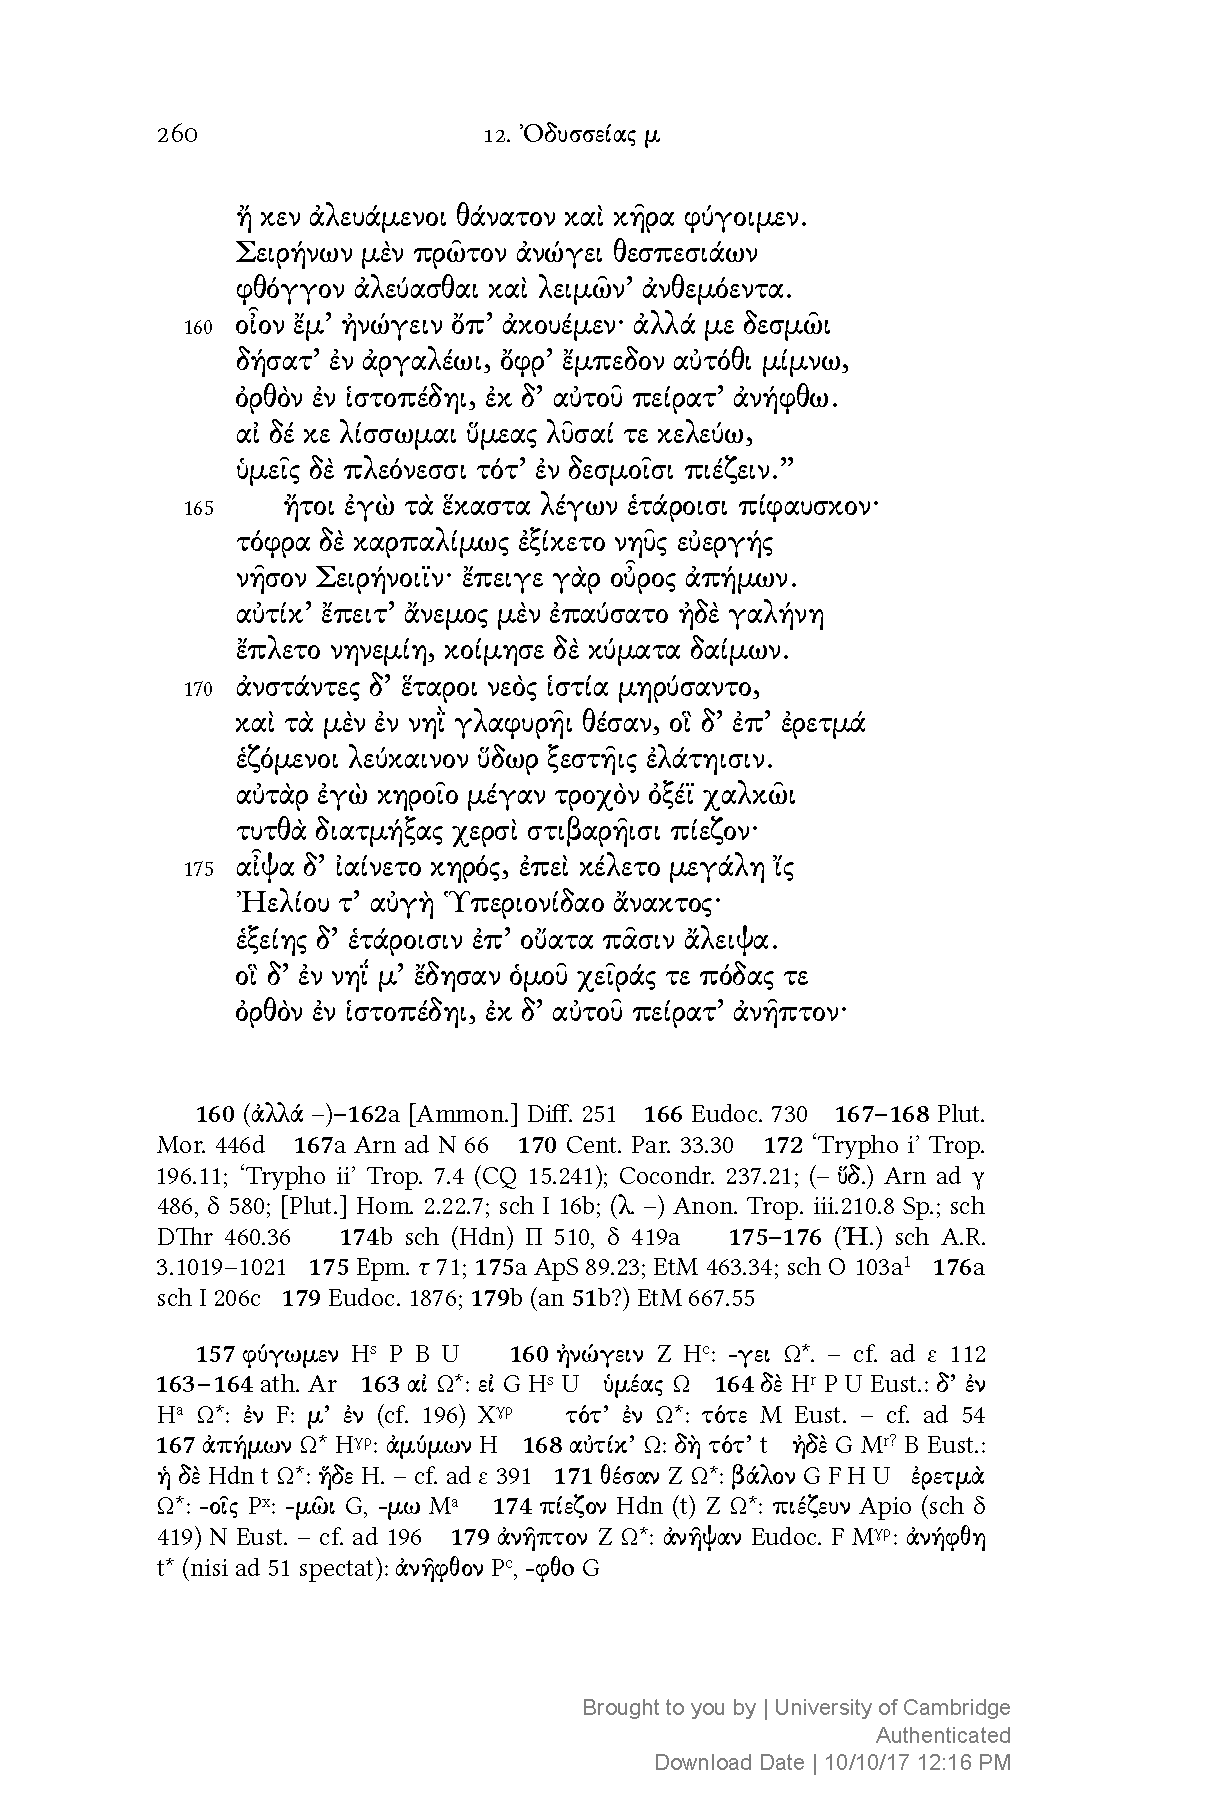 260 12. Ὀδυσσείας μ
ἤ κεν ἀλευάμενοι θάνατον καὶ κῆρα φύγοιμεν.
Σειρήνων μὲν πρῶτον ἀνώγει θεσπεσιάων
φθόγγον ἀλεύασθαι καὶ λειμῶν’ ἀνθεμόεντα.
160 οἶον ἔμ’ ἠνώγειν ὄπ’ ἀκουέμεν· ἀλλά με δεσμῶι
δήσατ’ ἐν ἀργαλέωι, ὄφρ’ ἔμπεδον αὐτόθι μίμνω,
ὀρθὸν ἐν ἱστοπέδηι, ἐκ δ’ αὐτοῦ πείρατ’ ἀνήφθω.
αἰ δέ κε λίσσωμαι ὕμεας λῦσαί τε κελεύω,
ὑμεῖς δὲ πλεόνεσσι τότ’ ἐν δεσμοῖσι πιέζειν.”
165 ἤτοι ἐγὼ τὰ ἕκαστα λέγων ἑτάροισι πίφαυσκον·
τόφρα δὲ καρπαλίμως ἐξίκετο νηῦς εὐεργής
νῆσον Σειρήνοιϊν· ἔπειγε γὰρ οὖρος ἀπήμων.
αὐτίκ’ ἔπειτ’ ἄνεμος μὲν ἐπαύσατο ἠδὲ γαλήνη
ἔπλετο νηνεμίη, κοίμησε δὲ κύματα δαίμων.
170 ἀνστάντες δ’ ἕταροι νεὸς ἱστία μηρύσαντο,
καὶ τὰ μὲν ἐν νηῒ γλαφυρῆι θέσαν, οἳ δ’ ἐπ’ ἐρετμά
ἑζόμενοι λεύκαινον ὕδωρ ξεστῆις ἐλάτηισιν.
αὐτὰρ ἐγὼ κηροῖο μέγαν τροχὸν ὀξέϊ χαλκῶι
τυτθὰ διατμήξας χερσὶ στιβαρῆισι πίεζον·
175 αἶψα δ’ ἰαίνετο κηρός, ἐπεὶ κέλετο μεγάλη ἴς
Ἠελίου τ’ αὐγὴ Ὑπεριονίδαο ἄνακτος·
ἑξείης δ’ ἑτάροισιν ἐπ’ οὔατα πᾶσιν ἄλειψα.
οἳ δ’ ἐν νηΐ μ’ ἔδησαν ὁμοῦ χεῖράς τε πόδας τε
ὀρθὸν ἐν ἱστοπέδηι, ἐκ δ’ αὐτοῦ πείρατ’ ἀνῆπτον·
160 (ἀλλά –)–162a [Ammon.] Diff. 251 166 Eudoc. 730 167–168 Plut.
Mor. 446d 167a Arn ad N 66 170 Cent. Par. 33.30 172 ‘Trypho i’ Trop.
196.11; ‘Trypho ii’ Trop. 7.4 (CQ 15.241); Cocondr. 237.21; (– ὕδ.) Arn ad γ
486, δ 580; [Plut.] Hom. 2.22.7; sch I 16b; (λ. –) Anon. Trop. iii.210.8 Sp.; sch
DThr 460.36 174b sch (Hdn) Π 510, δ 419a 175–176 (Ἠ.) sch A.R.
3.1019–1021 175 Epm. τ 71; 175a ApS 89.23; EtM 463.34; sch O 103a¹ 176a
sch I 206c 179 Eudoc. 1876; 179b (an 51b?) EtM 667.55
157 φύγωμεν Hˢ P B U 160 ἠνώγειν Z Hᶜ: -γει Ω*. – cf. ad ε 112
163–164 ath. Ar 163 αἰ Ω*: εἰ G Hˢ U ὑμέας Ω 164 δὲ Hʳ P U Eust.: δ’ ἐν
Hᵃ Ω*: ἐν F: μ’ ἐν (cf. 196) Xᵞᵖ τότ’ ἐν Ω*: τότε M Eust. – cf. ad 54
167 ἀπήμων Ω* Hᵞᵖ: ἀμύμων H 168 αὐτίκ’ Ω: δὴ τότ’ t ἠδὲ G Mʳ? B Eust.:
ἡ δὲ Hdn t Ω*: ἥδε H. – cf. ad ε 391 171 θέσαν Z Ω*: βάλον G F H U ἐρετμὰ
Ω*: -οῖς Pˣ: -μῶι G, -μω Mᵃ 174 πίεζον Hdn (t) Z Ω*: πιέζευν Apio (sch δ
419) N Eust. – cf. ad 196 179 ἀνῆπτον Z Ω*: ἀνῆψαν Eudoc. F Mᵞᵖ: ἀνήφθη
t* (nisi ad 51 spectat): ἀνῆφθον Pᶜ, -φθο G
Brought to you by | University of Cambridge
Authenticated
Download Date | 10/10/17 12:16 PM